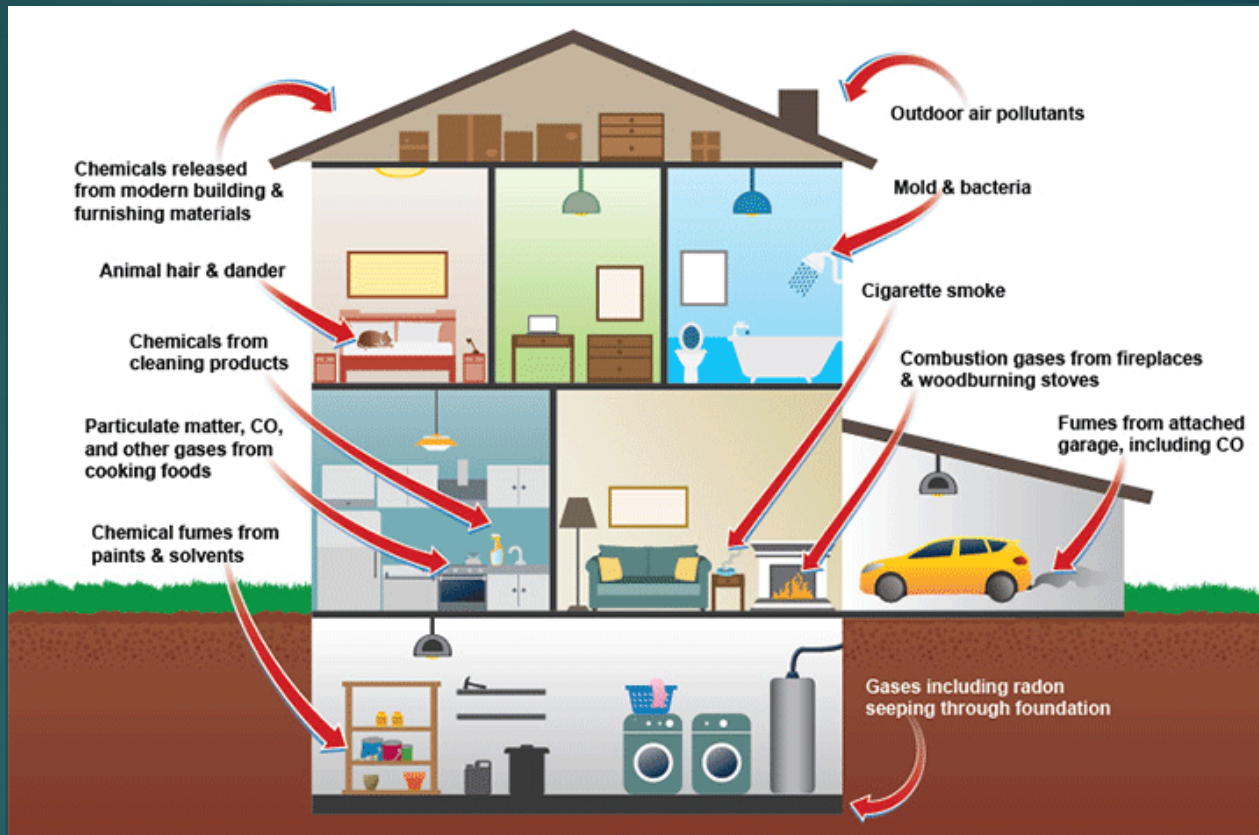 Chemicals released
from modern building &
furnishing materials
Animal hair & dander
Chemicals from
cleaning products
Particulate matter, CO,
and other gases from
cooking foods
Chemical fumes from
paints & solvents
Outdoor air pollutants
Mold & bacteria
Cigarette smoke
Combustion gases from fireplaces
& woodburning stoves
Fumes from attached
garage, including CO
Gases including radon
seeping through foundation